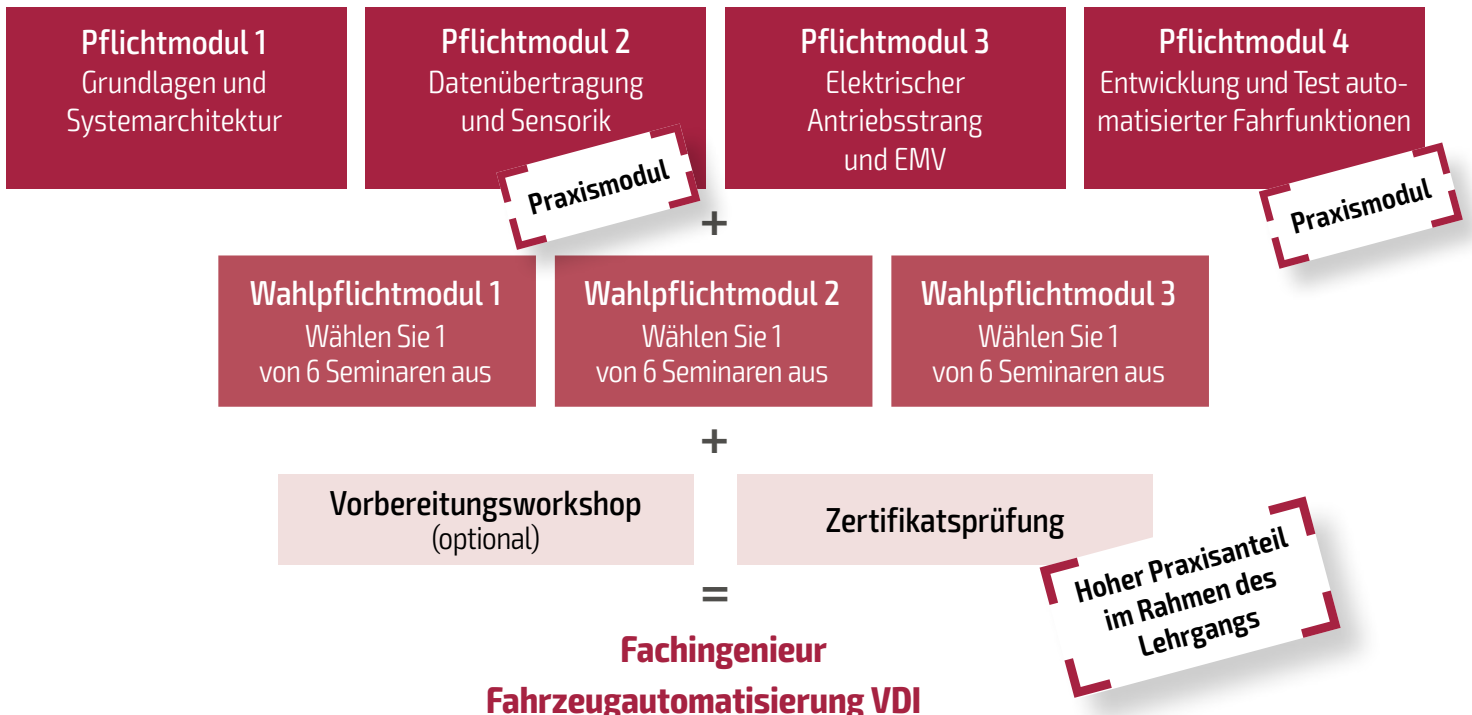 Pflichtmodul 1
Grundlagen und
Systemarchitektur
Pflichtmodul 2
Datenübertragung
und Sensorik
Praxismodul
Pflichtmodul 3
Elektrischer
Antriebsstrang
und EMV
Pflichtmodul 4
Entwicklung und Test auto-
matisierter Fahrfunktionen
Praxismodul
+
Wahlpflichtmodul 1
Wählen Sie 1
von 6 Seminaren aus
Wahlpflichtmodul 2
Wählen Sie 1
von 6 Seminaren aus
Wahlpflichtmodul 3
Wählen Sie 1
von 6 Seminaren aus
+
Vorbereitungsworkshop
(optional)
Zertifikatsprüfung
Hoher Praxisanteil
im Rahmen des
Lehrgangs
=
Fachingenieur
Fahrzeugautomatisierung VDI